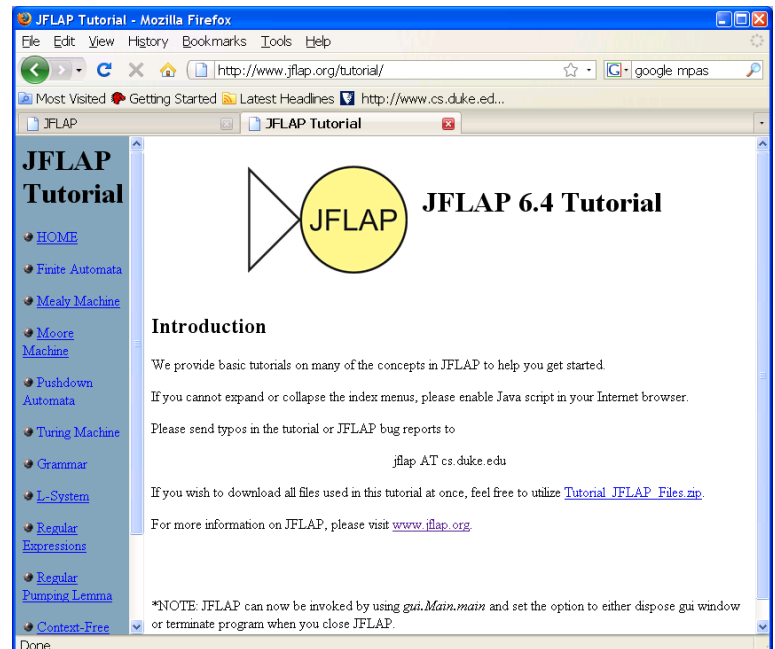 JFLAP Tutorial - Mozilla Firefox
File Edit View History Bookmarks Tools Help
http://www.jflap.org/tutorial/
G google mpas
Most Visited Getting Started Latest Headlines http://www.cs.duke.ed...
JFLAP
JFLAP Tutorial
JFLAP
Tutorial
HOME
Finite Automata
Mealy Machine
Moore
Machine
Pushdown
Automata
Turing Machine
Grammar
L-System
Regular
Expressions
Regular
Pumping Lemma
Context-Free
JFLAP
JFLAP 6.4 Tutorial
Introduction
We provide basic tutorials on many of the concepts in JFLAP to help you get started.
If you cannot expand or collapse the index menus, please enable Java script in your Internet browser.
Please send typos in the tutorial or JFLAP bug reports to
jflap AT cs.duke.edu
If you wish to download all files used in this tutorial at once, feel free to utilize Tutorial_JFLAP_Files.zip.
For more information on JFLAP, please visit www.jflap.org.
*NOTE: JFLAP can now be invoked by using gui.Main.main and set the option to either dispose gui window
or terminate program when you close JFLAP.
Done